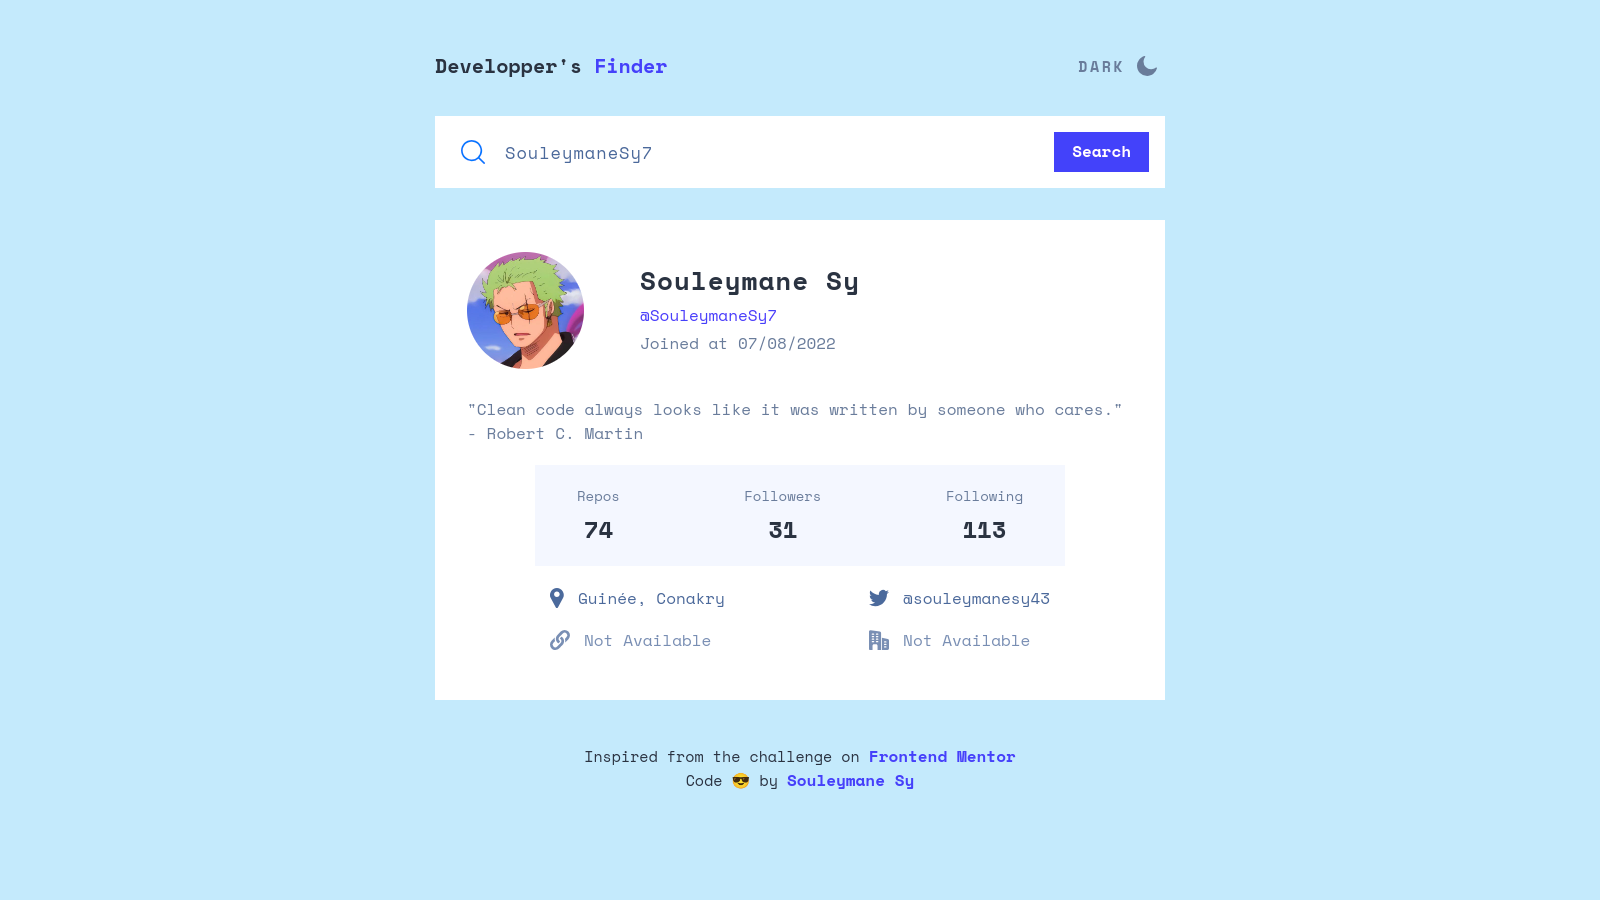 Developper's Finder
DARK
SouleymaneSy7
Search
Souleymane Sy
@SouleymaneSy7
Joined at 07/08/2022
"Clean code always looks like it was written by someone who cares."
- Robert C. Martin
Repos Followers Following
74 31 113
Guinée, Conakry
@souleymanesy43
Not Available
Not Available
Inspired from the challenge on Frontend Mentor
Code 😎 by Souleymane Sy